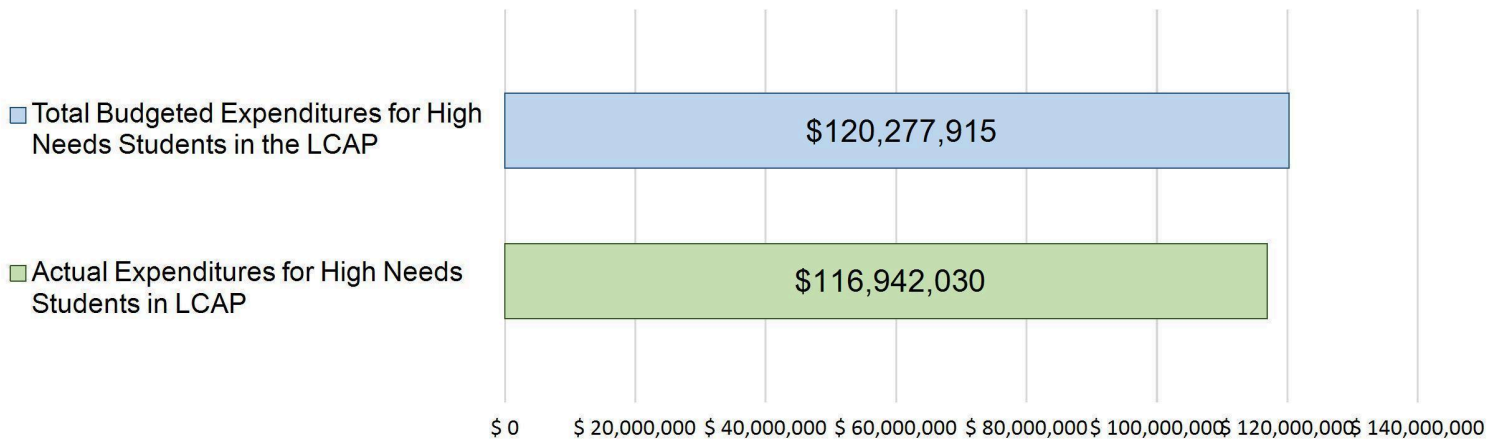 Total Budgeted Expenditures for High
Needs Students in the LCAP
$120,277,915
Actual Expenditures for High Needs
Students in LCAP
$116,942,030
$ 0 $ 20,000,000 $ 40,000,000 $ 60,000,000 $ 80,000,000 $ 100,000,000 $ 120,000,000 $ 140,000,000